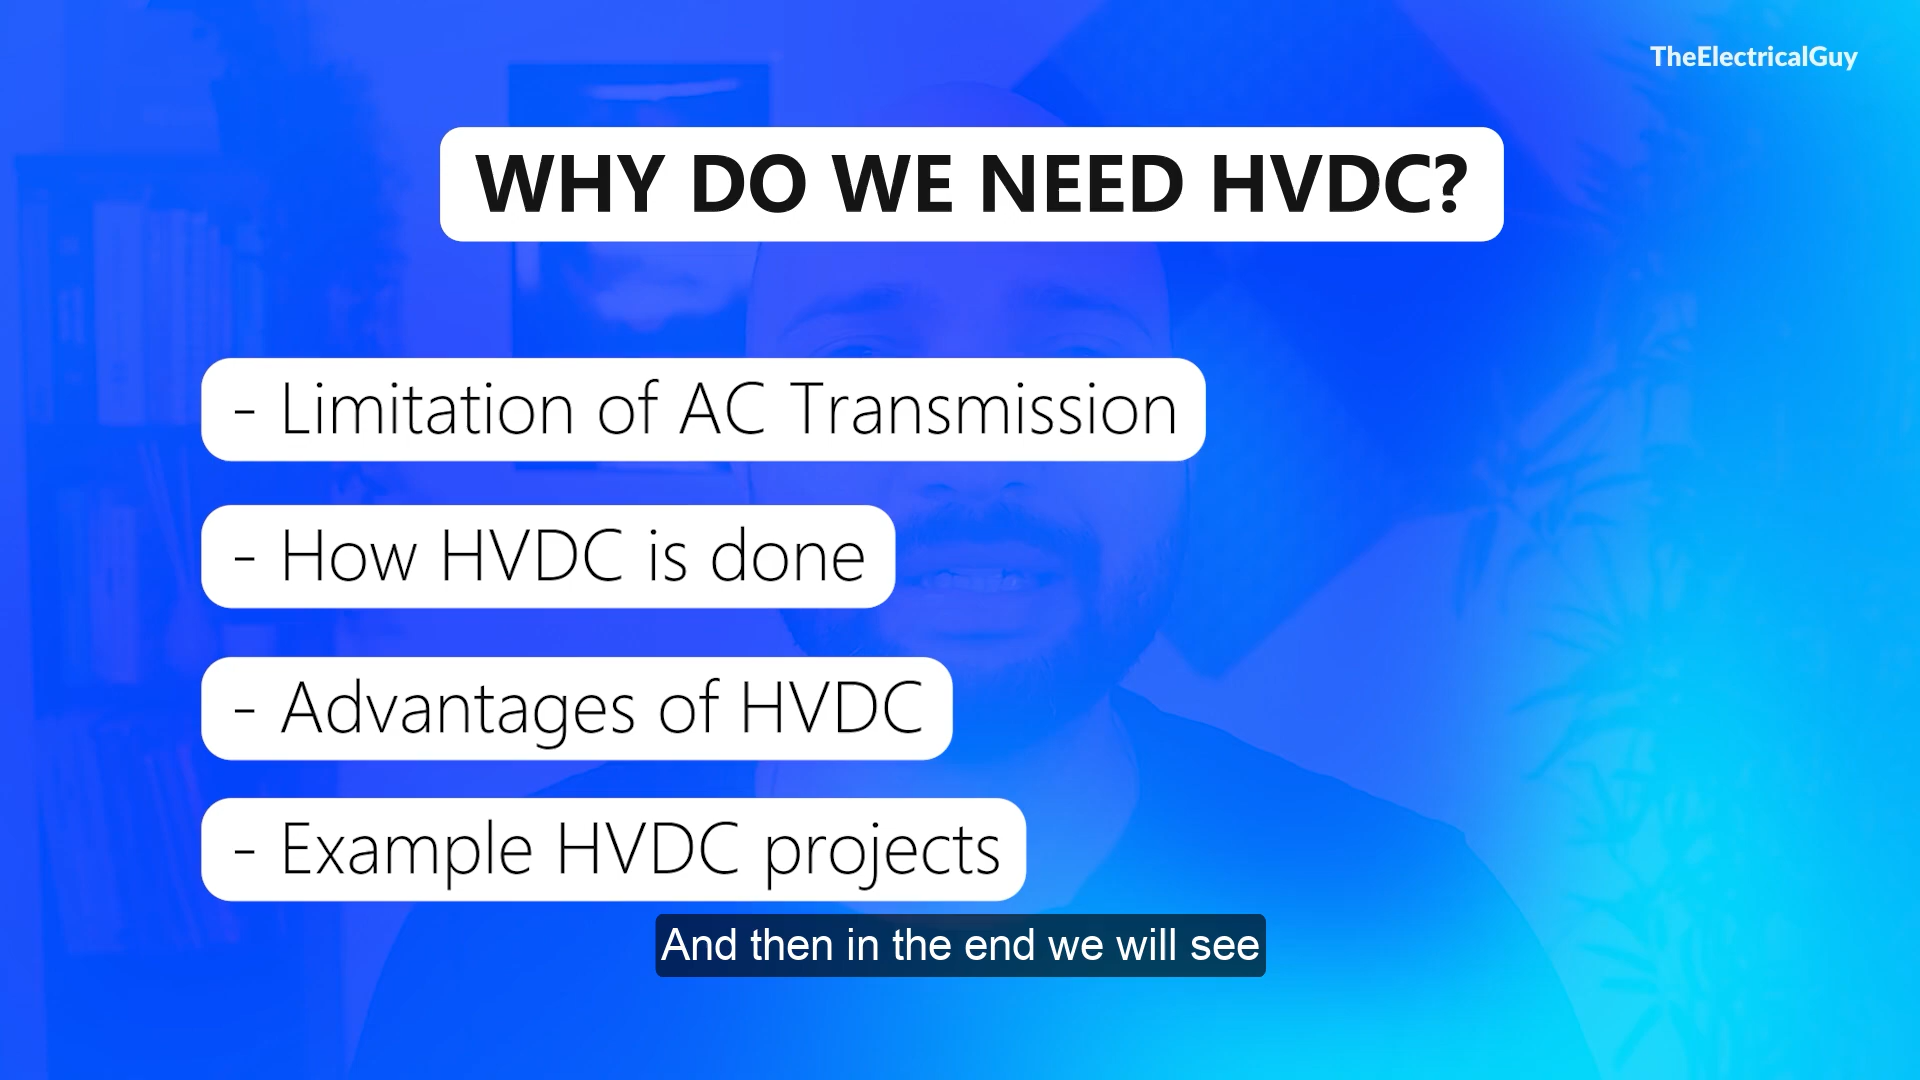 TheElectricalGuy
WHY DO WE NEED HVDC?
- Limitation of AC Transmission
- How HVDC is done
- Advantages of HVDC
- Example HVDC projects
And then in the end we will see